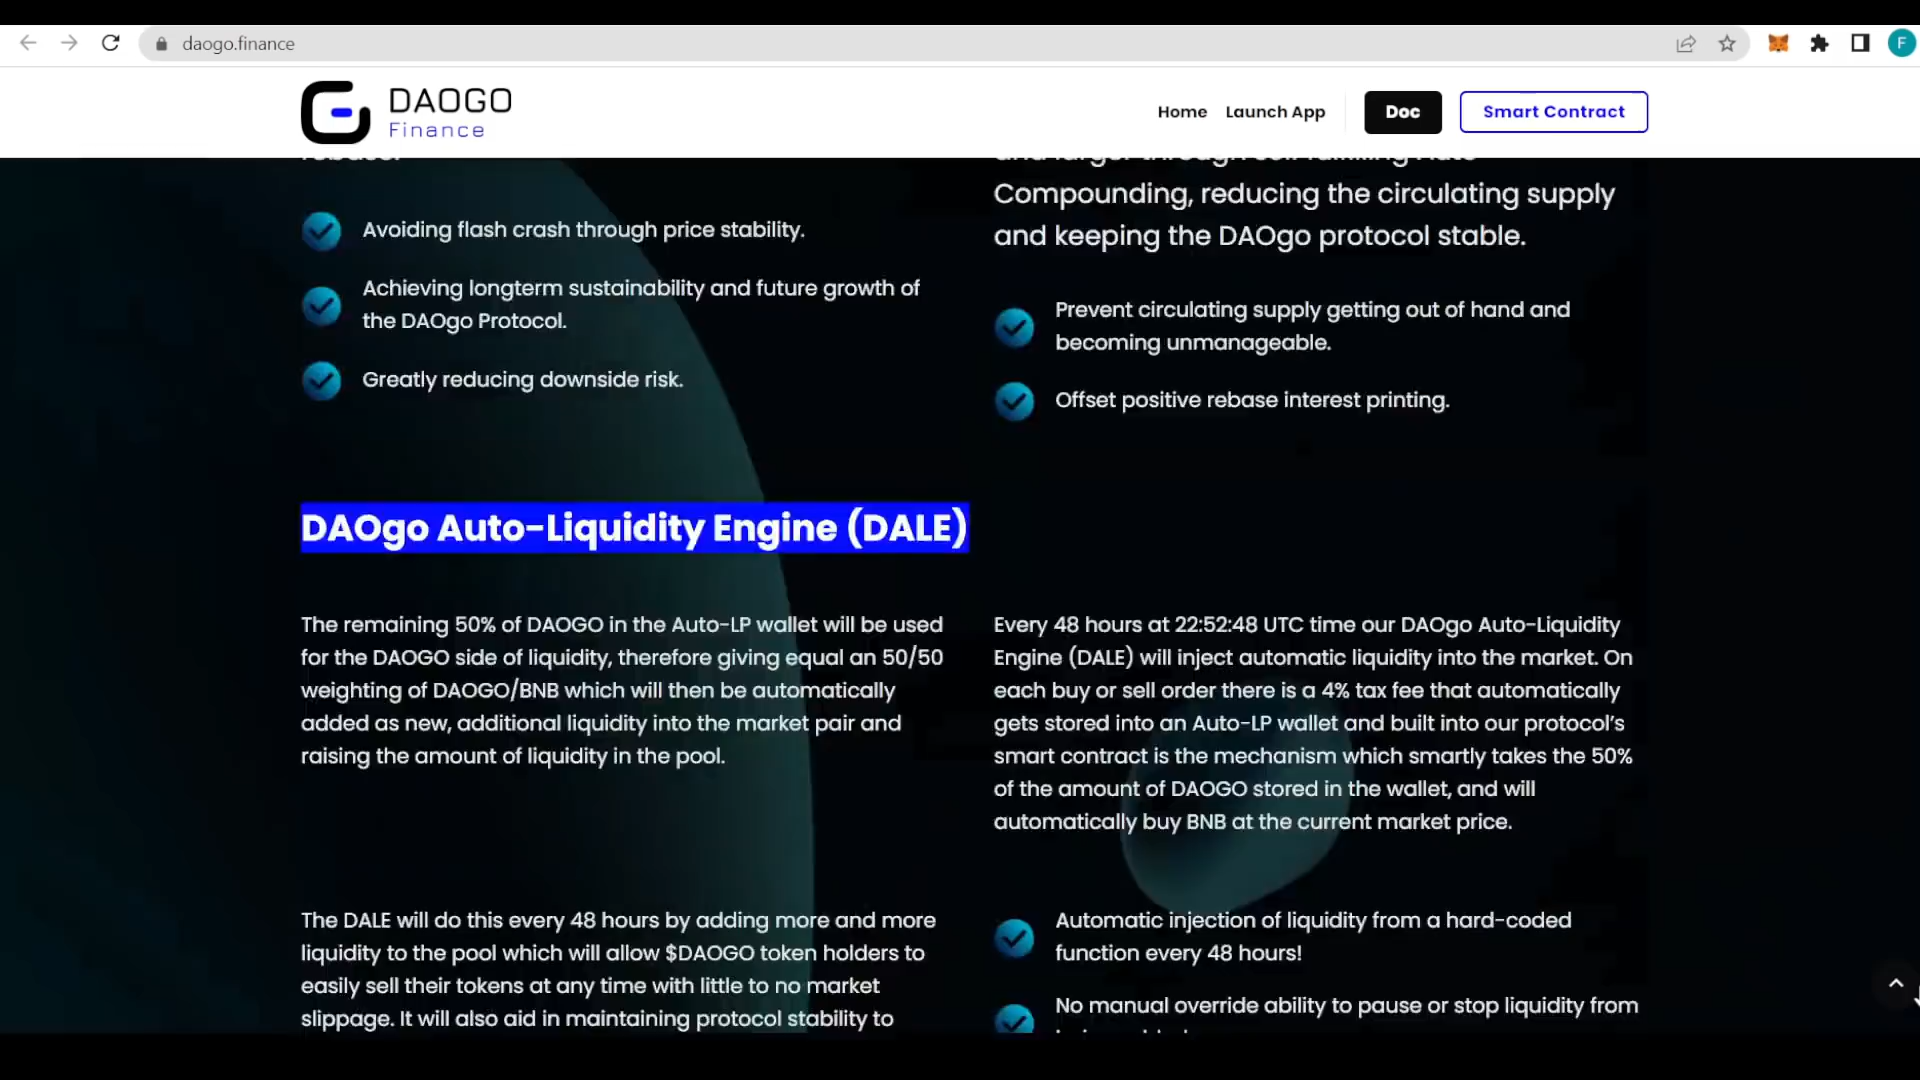 daogo.finance
F
DAOGO
Finance
Home
Launch App
Doc
Smart Contract
Avoiding flash crash through price stability.
Achieving longterm sustainability and future growth of
the DAOgo Protocol.
Greatly reducing downside risk.
Compounding, reducing the circulating supply
and keeping the DAOgo protocol stable.
Prevent circulating supply getting out of hand and
becoming unmanageable.
Offset positive rebase interest printing.
DAOgo Auto-Liquidity Engine (DALE)
The remaining 50% of DAOGO in the Auto-LP wallet will be used
for the DAOGO side of liquidity, therefore giving equal an 50/50
weighting of DAOGO/BNB which will then be automatically
added as new, additional liquidity into the market pair and
raising the amount of liquidity in the pool.
Every 48 hours at 22:52:48 UTC time our DAOgo Auto-Liquidity
Engine (DALE) will inject automatic liquidity into the market. On
each buy or sell order there is a 4% tax fee that automatically
gets stored into an Auto-LP wallet and built into our protocol's
smart contract is the mechanism which smartly takes the 50%
of the amount of DAOGO stored in the wallet, and will
automatically buy BNB at the current market price.
The DALE will do this every 48 hours by adding more and more
liquidity to the pool which will allow $DAOGO token holders to
easily sell their tokens at any time with little to no market
slippage. It will also aid in maintaining protocol stability to
Automatic injection of liquidity from a hard-coded
function every 48 hours!
No manual override ability to pause or stop liquidity from